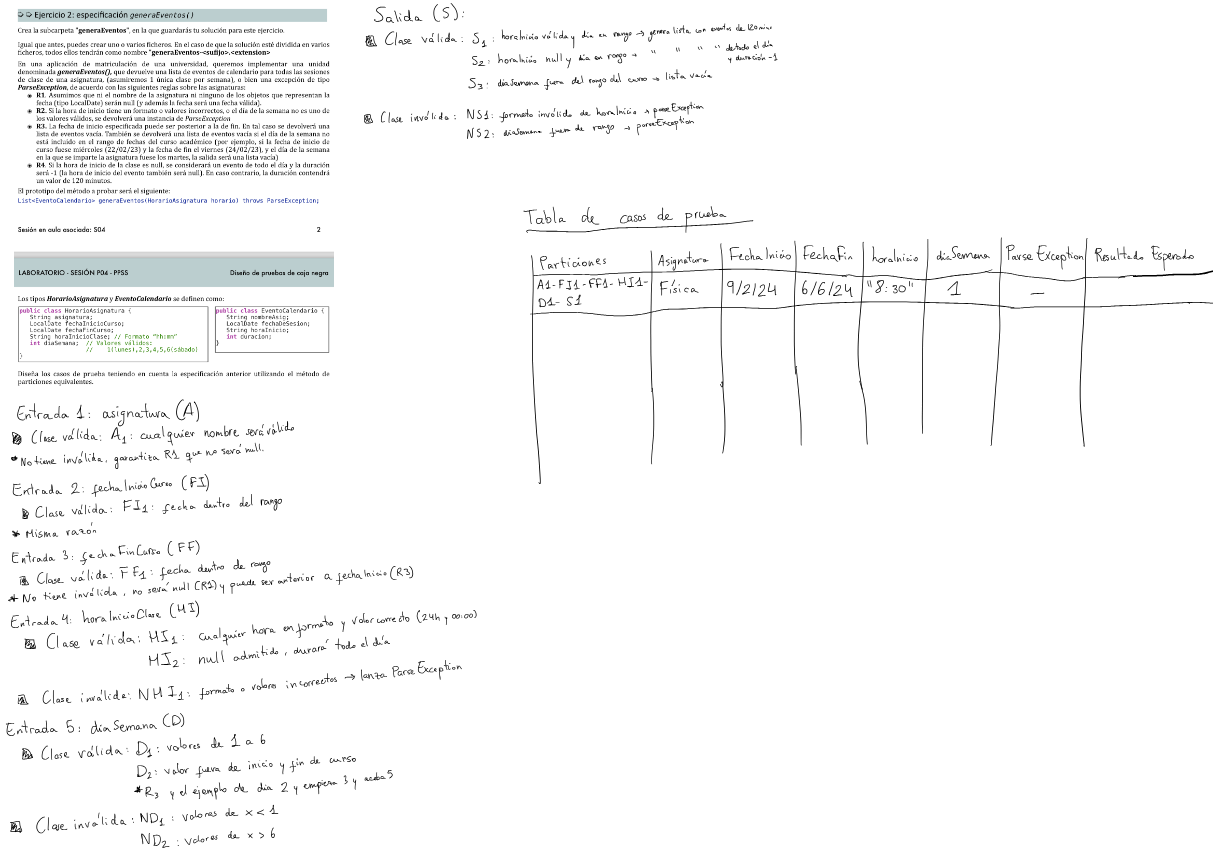 Ejercicio 2: especificación generaEventos()
Crea la subcarpeta "generaEventos", en la que guardarás tu solución para este ejercicio.
Igual que antes, puedes crear uno o varios ficheros. En el caso de que la solución esté dividida en varios
ficheros, todos ellos tendrán como nombre "generaEventos-<sufijo>.<extension>
En una aplicación de matriculación de una universidad, queremos implementar una unidad
denominada generaEventos(), que devuelve una lista de eventos de calendario para todas las sesiones
de clase de una asignatura, (asumiremos 1 única clase por semana), o bien una excepción de tipo
ParseException, de acuerdo con las siguientes reglas sobre las asignaturas:
R1. Asumimos que ni el nombre de la asignatura ni ninguno de los objetos que representan la
fecha (tipo LocalDate) serán null (y además la fecha será una fecha válida).
R2. Si la hora de inicio tiene un formato o valores incorrectos, o el día de la semana no es uno de
los valores válidos, se devolverá una instancia de ParseException
R3. La fecha de inicio especificada puede ser posterior a la de fin. En tal caso se devolverá una
lista de eventos vacía. También se devolverá una lista de eventos vacía si: el día de la semana no
está incluido en el rango de fechas del curso académico (por ejemplo, si la fecha de inicio de
curso fuese miércoles (22/02/23) y la fecha de fin el viernes (24/02/23), y el día de la semana
en la que se imparte la asignatura fuese los martes, la salida será una lista vacía)
R4. Si la hora de inicio de la clase es null, se considerará un evento de todo el día y la duración
será -1 (la hora de inicio del evento también será null). En caso contrario, la duración contendrá
un valor de 120 minutos.
El prototipo del método a probar será el siguiente:
List<EventoCalendario> generaEventos(HorarioAsignatura horario) throws ParseException;
Sesión en aula asociada: S04 2
LABORATORIO - SESIÓN P04 - PPSS Diseño de pruebas de caja negra
Los tipos HorarioAsignatura y EventoCalendario se definen como:
public class HorarioAsignatura {
String asignatura;
LocalDate fechaInicioCurso;
LocalDate fechaFinCurso;
String horaInicioClase; // Formato "hh:mm"
int diaSemana; // Valores válidos:
// 1(lunes),2,3,4,5,6(sábado)
}
public class EventoCalendario {
String nombreAsig;
LocalDate fechaDeSesion;
String horaInicio;
int duracion;
}
Diseña los casos de prueba teniendo en cuenta la especificación anterior utilizando el método de
particiones equivalentes.
Entrada 1: asignatura (A)
Clase válida: A1: cualquier nombre será válido
* No tiene inválida, garantiza R1 que no será null.
Entrada 2: fechaInicioCurso (FI)
Clase válida: FI1: fecha dentro del rango
* Misma razón
Entrada 3: fechaFinCurso (FF)
Clase válida: FF1: fecha dentro de rango
* No tiene inválida, no será null (R1) y puede ser anterior a fechaInicio (R3)
Entrada 4: horaInicioClase (HI)
Clase válida: HI1: cualquier hora en formato y valor correcto (24h y 00:00)
HI2: null admitido, durará todo el día
Clase inválida: NHI1: formato o valores incorrectos → lanza ParseException
Entrada 5: diaSemana (D)
Clase válida: D1: valores de 1 a 6
D2: valor fuera de inicio y fin de curso
* R3 y el ejemplo de dia 2 y empieza 3 y acaba 5
Clase inválida: ND1: valores de x < 1
ND2: valores de x > 6
Salida (S):
Clase válida: S1: horaInicio válida y dia en rango → genera lista con eventos de 120 mins
S2: horaInicio null y dia en rango → " " " " de todo el día
y duración -1
S3: diaSemana fuera del rango del curso → lista vacía
Clase inválida: NS1: formato inválido de horaInicio → parseException
NS2: diaSemana fuera de rango → parseException
Tabla de casos de prueba
Particiones Asignatura FechaInicio FechaFin horaInicio diaSemana ParseException Resultado Esperado
A1-FI1-FF1-HI1- Física 9/2/24 6/6/24 "8:30" 1 —
D1-S1